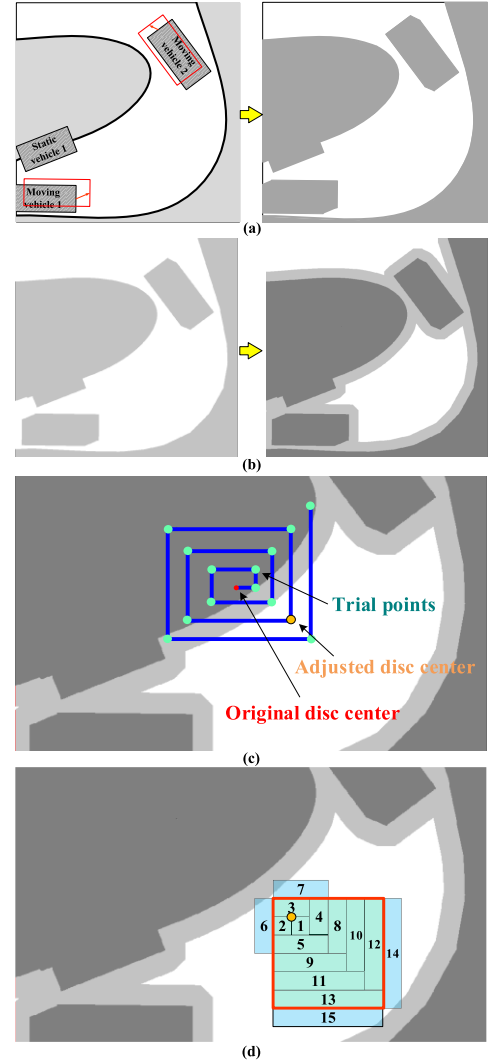 Moving
vehicle 2
Static
vehicle 1
Moving
vehicle 1
(a)
(b)
Trial points
Adjusted disc center
Original disc center
(c)
7
3
6
2
1
4
8
10
12
14
5
9
11
13
15
(d)